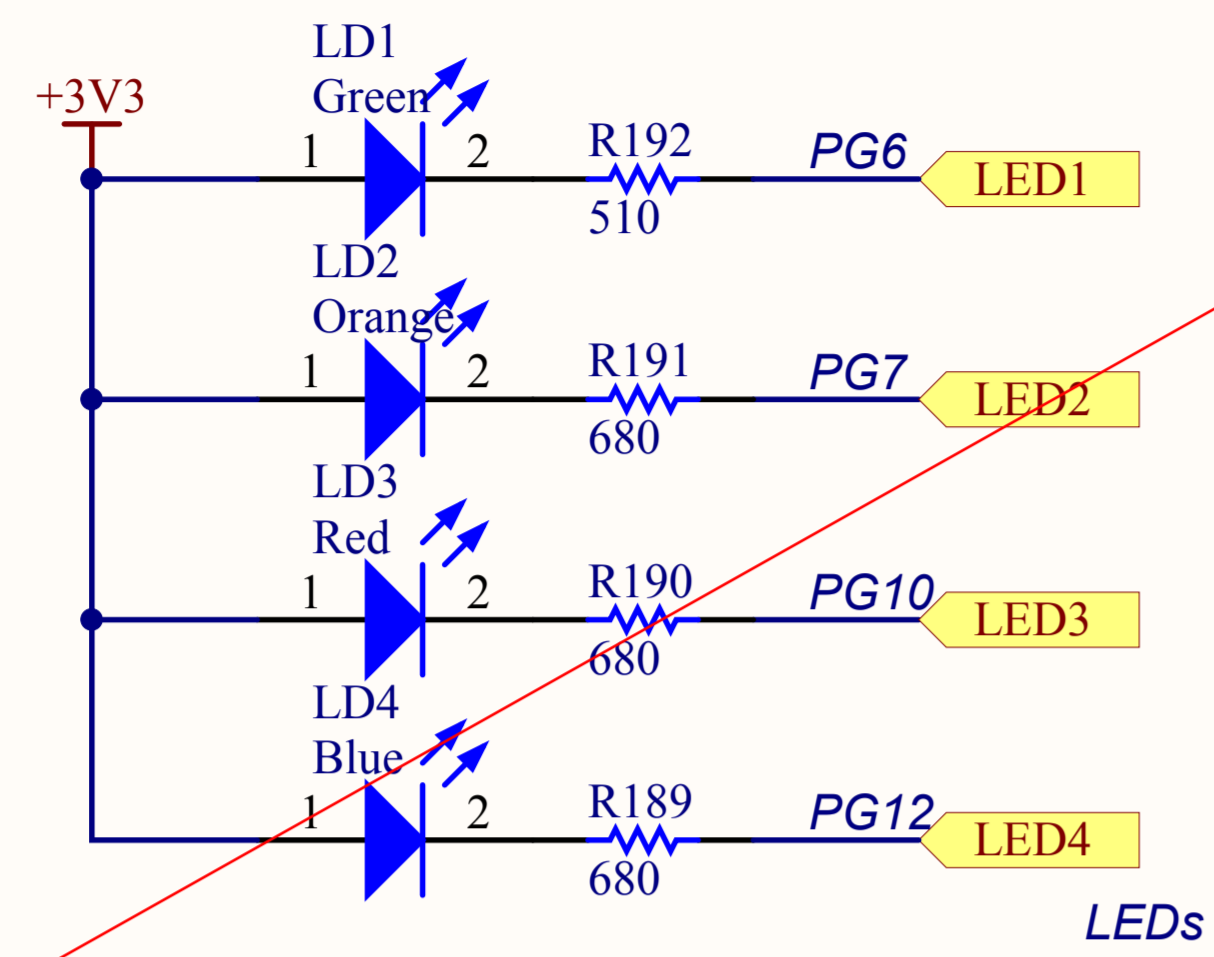 +3V3
LD1
Green
1
2
R192
510
PG6
LED1
LD2
Orange
1
2
R191
680
PG7
LED2
LD3
Red
1
2
R190
680
PG10
LED3
LD4
Blue
1
2
R189
680
PG12
LED4
LEDs